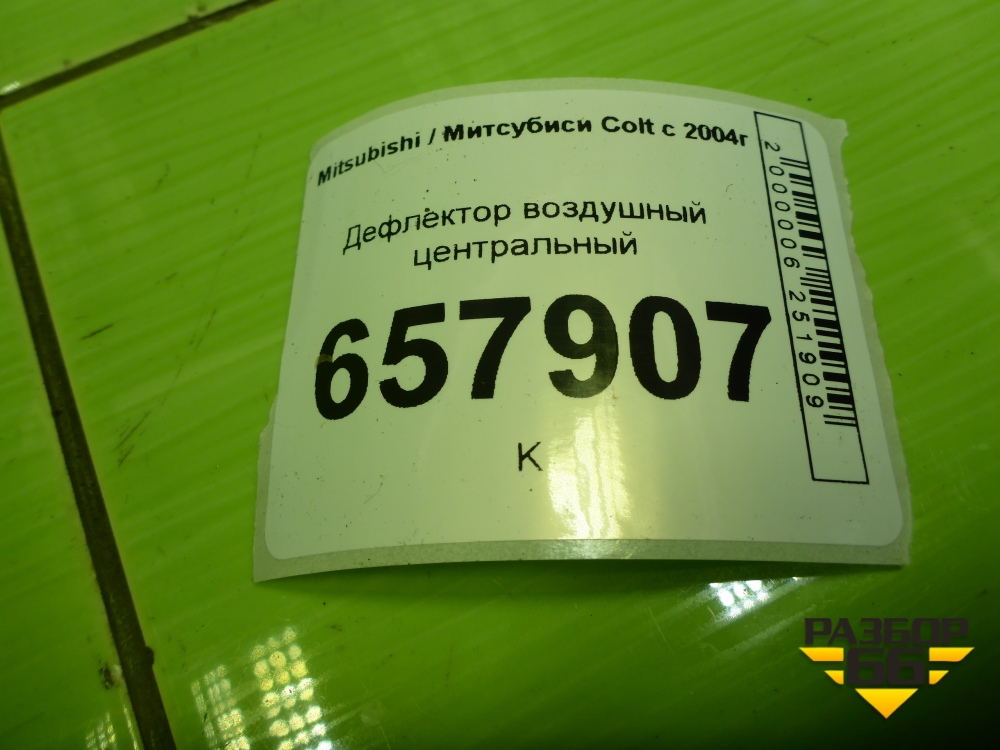 Mitsubishi / Митсубиси Colt с 2004г
Дефлектор воздушный
центральный
657907
К
2000006251909
РАЗБОР
66